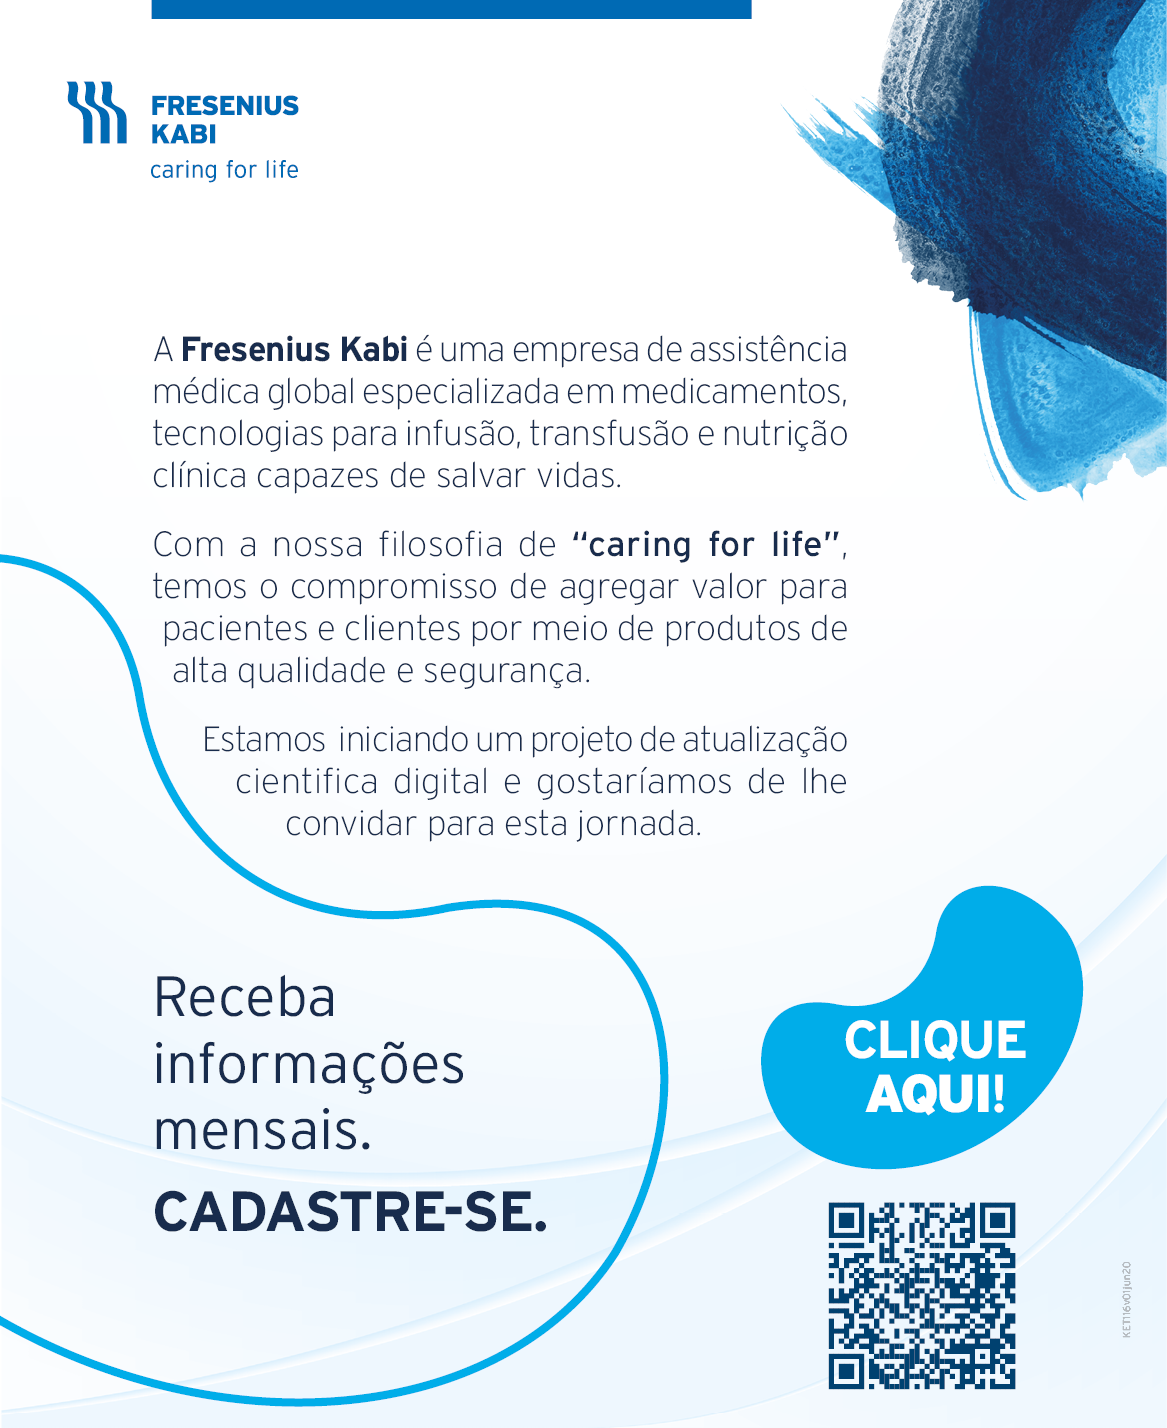 FRESENIUS
KABI
caring for life
A Fresenius Kabi é uma empresa de assistência
médica global especializada em medicamentos,
tecnologias para infusão, transfusão e nutrição
clínica capazes de salvar vidas.
Com a nossa filosofia de “caring for life”,
temos o compromisso de agregar valor para
pacientes e clientes por meio de produtos de
alta qualidade e segurança.
Estamos iniciando um projeto de atualização
cientifica digital e gostaríamos de lhe
convidar para esta jornada.
Receba
informações
mensais.
CADASTRE-SE.
CLIQUE
AQUI!
KET116v01jun20